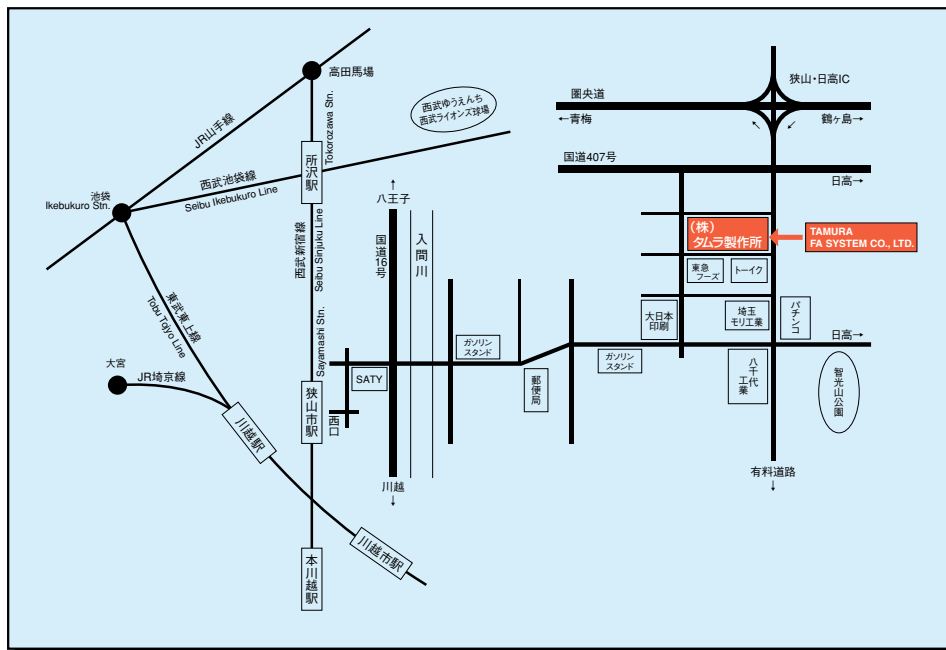 高田馬場
JR山手線
Tokorozawa Stn.
西武ゆうえんち
西武ライオンズ球場
狭山・日高IC
圏央道
←青梅
鶴ヶ島→
国道407号
日高→
所沢駅
西武池袋線
Seibu Ikebukuro Line
池袋
Ikebukuro Stn.
↑
八王子
国道16号
入間川
(株)
タムラ製作所
TAMURA
FA SYSTEM CO., LTD.
西武新宿線
Seibu Sinjuku Line
東急
フーズ
トーイク
東武東上線
Tobu Tojyo Line
大日本
印刷
埼玉
モリ工業
パチンコ
日高→
Sayamashi Stn.
ガソリン
スタンド
ガソリン
スタンド
大宮
JR埼京線
SATY
郵便局
八千代
工業
智光山公園
狭山市駅
西口
川越駅
川越
↓
有料道路
↓
川越市駅
本川越駅